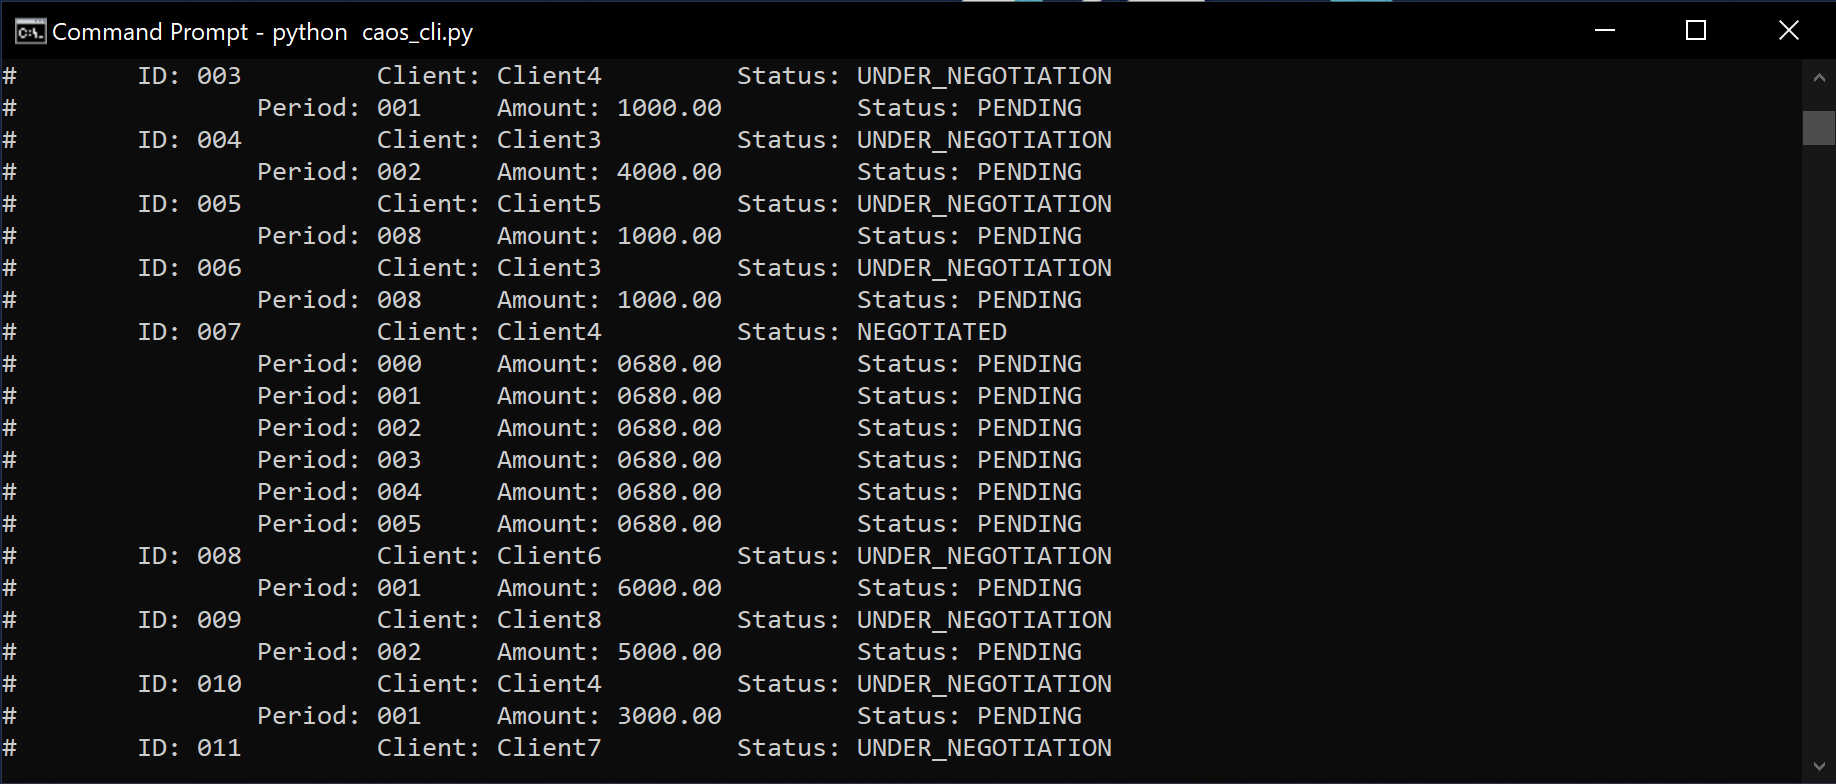 Command Prompt - python  caos_cli.py
#        ID: 003         Client: Client4         Status: UNDER_NEGOTIATION
#                Period: 001     Amount: 1000.00         Status: PENDING
#        ID: 004         Client: Client3         Status: UNDER_NEGOTIATION
#                Period: 002     Amount: 4000.00         Status: PENDING
#        ID: 005         Client: Client5         Status: UNDER_NEGOTIATION
#                Period: 008     Amount: 1000.00         Status: PENDING
#        ID: 006         Client: Client3         Status: UNDER_NEGOTIATION
#                Period: 008     Amount: 1000.00         Status: PENDING
#        ID: 007         Client: Client4         Status: NEGOTIATED
#                Period: 000     Amount: 0680.00         Status: PENDING
#                Period: 001     Amount: 0680.00         Status: PENDING
#                Period: 002     Amount: 0680.00         Status: PENDING
#                Period: 003     Amount: 0680.00         Status: PENDING
#                Period: 004     Amount: 0680.00         Status: PENDING
#                Period: 005     Amount: 0680.00         Status: PENDING
#        ID: 008         Client: Client6         Status: UNDER_NEGOTIATION
#                Period: 001     Amount: 6000.00         Status: PENDING
#        ID: 009         Client: Client8         Status: UNDER_NEGOTIATION
#                Period: 002     Amount: 5000.00         Status: PENDING
#        ID: 010         Client: Client4         Status: UNDER_NEGOTIATION
#                Period: 001     Amount: 3000.00         Status: PENDING
#        ID: 011         Client: Client7         Status: UNDER_NEGOTIATION